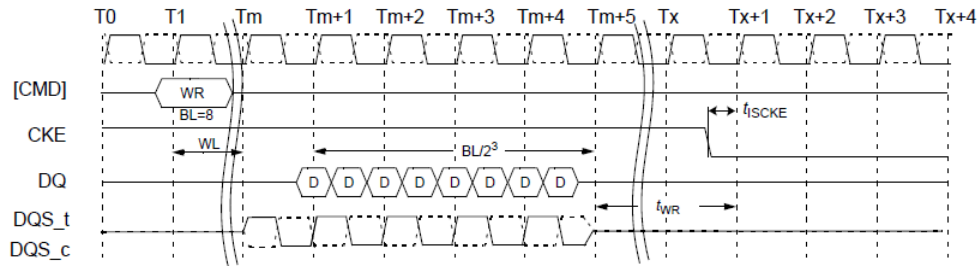 T0 T1 Tm Tm+1 Tm+2 Tm+3 Tm+4 Tm+5 Tx Tx+1 Tx+2 Tx+3 Tx+4
[CMD] WR
BL=8
CKE tISCKE
WL BL/2³
DQ D D D D D D D D
DQS_t tWR
DQS_c